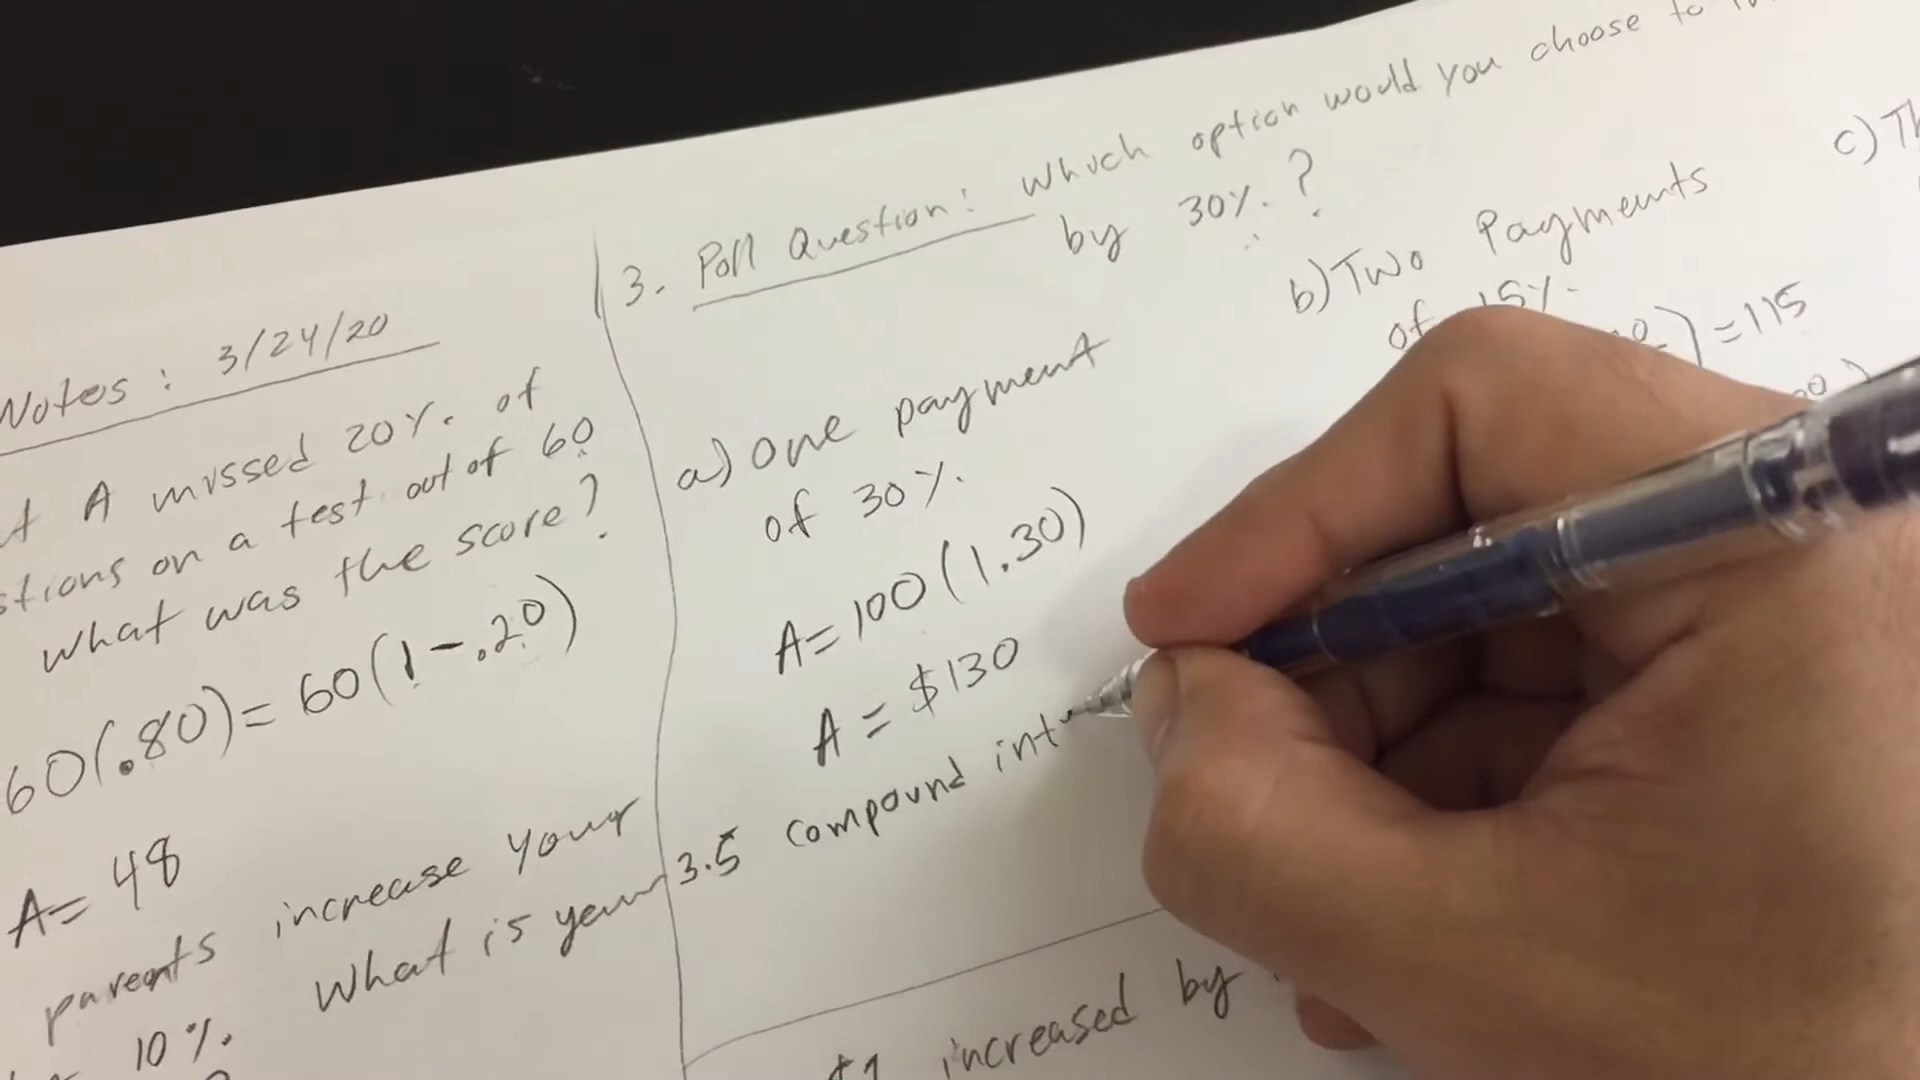 Notes: 3/24/20
A missed 20%. of
on a test out of 60
what was the score?
60(.80)=60(1-.20)
A= 48
parents increase your
10%. What is your
3. Poll Question: Which option would you choose to
by 30%.?
a) One payment
of 30%.
A=100(1.30)
A = $130
3.5 compound int
b) Two Payments
of 15%.
)=115
c)
increased by